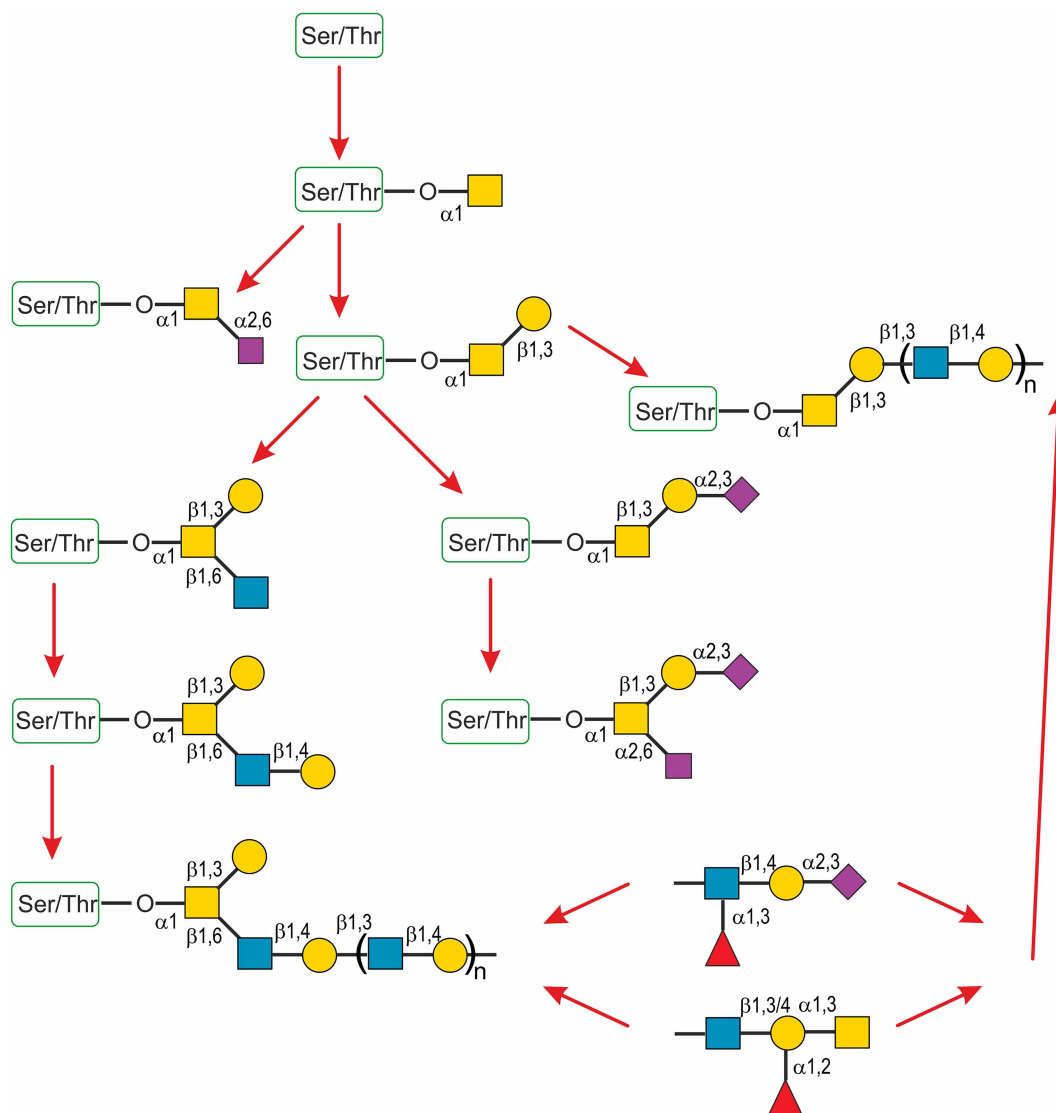 Ser/Thr
Ser/Thr O α1
Ser/Thr O α1 α2,6
Ser/Thr O α1 β1,3
Ser/Thr O α1 β1,3 β1,3 ( β1,4 )n
Ser/Thr O α1 β1,3 β1,6
Ser/Thr O α1 β1,3 α2,3
Ser/Thr O α1 β1,3 β1,6 β1,4
Ser/Thr O α1 β1,3 α2,3 α2,6
Ser/Thr O α1 β1,3 β1,6 β1,4 β1,3 ( β1,4 )n
β1,4 α2,3
α1,3
β1,3/4 α1,3
α1,2